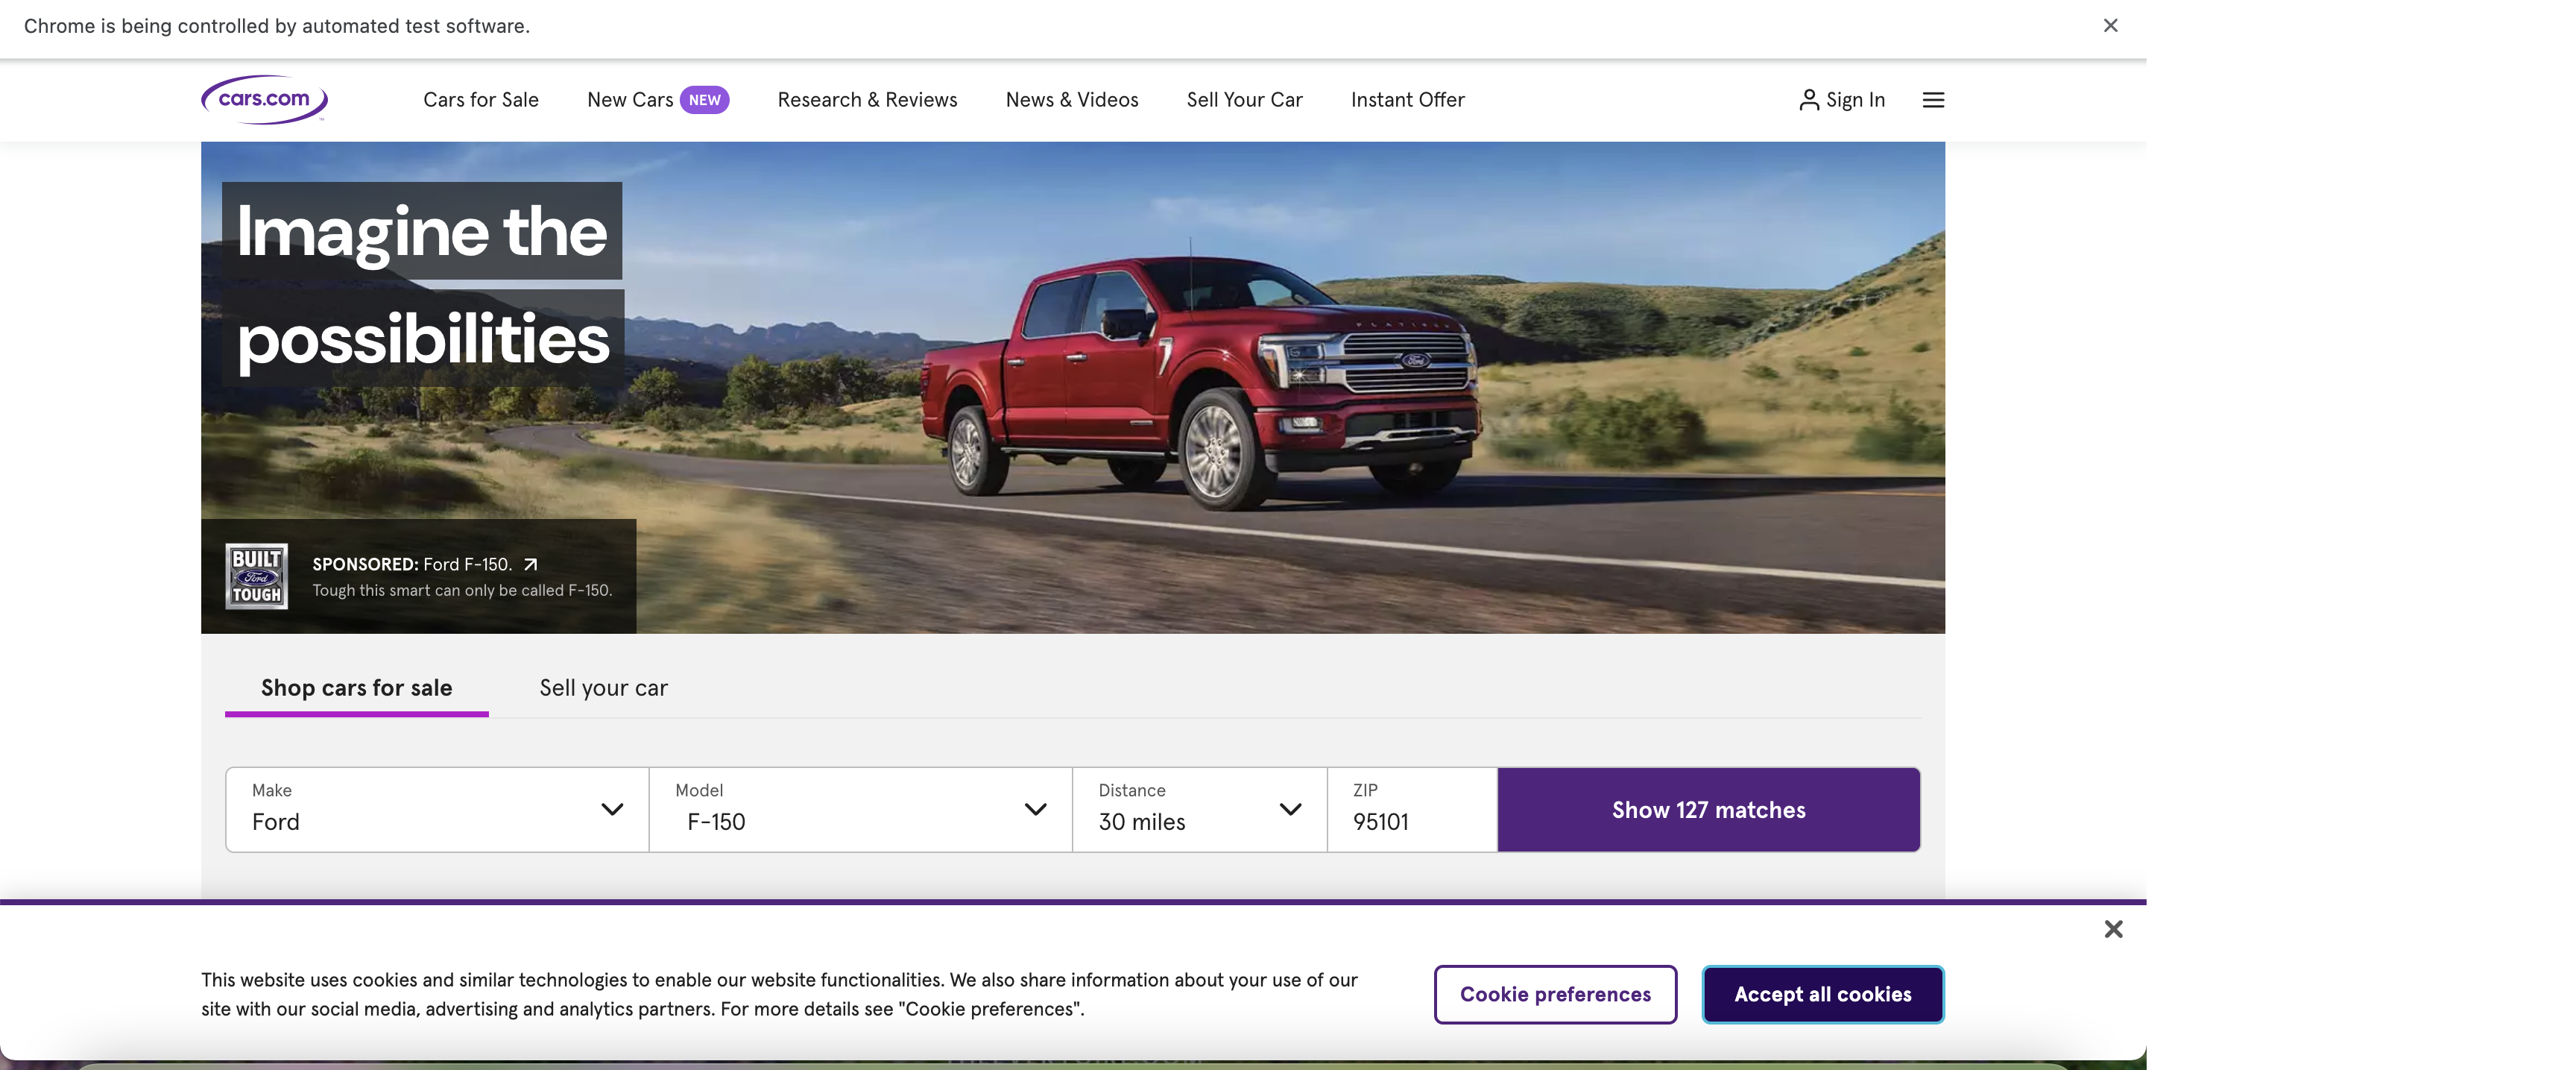 Chrome is being controlled by automated test software.
cars.com
Cars for Sale
New Cars NEW
Research & Reviews
News & Videos
Sell Your Car
Instant Offer
Sign In
Imagine the
possibilities
PLATINUM
Ford
BUILT
Ford
TOUGH
SPONSORED: Ford F-150.
Tough this smart can only be called F-150.
Shop cars for sale
Sell your car
Make
Ford
Model
F-150
Distance
30 miles
ZIP
95101
Show 127 matches
This website uses cookies and similar technologies to enable our website functionalities. We also share information about your use of our
site with our social media, advertising and analytics partners. For more details see "Cookie preferences".
Cookie preferences
Accept all cookies